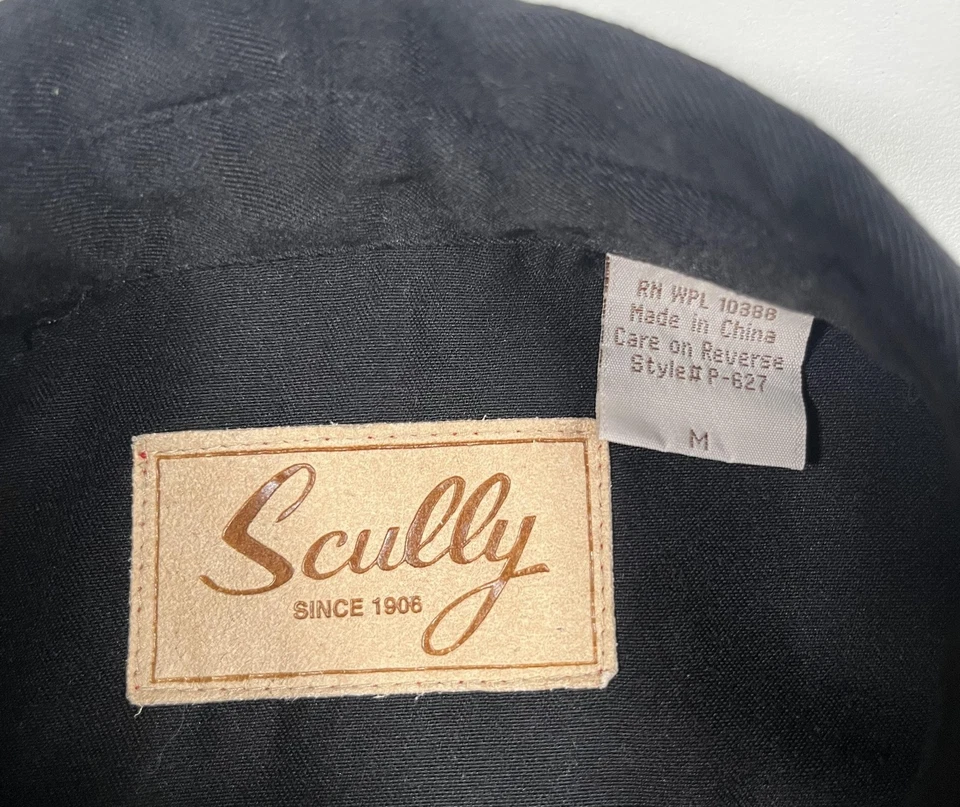 RN WPL 10388
Made in China
Care on Reverse
Style# P-627
M
Scully
SINCE 1906